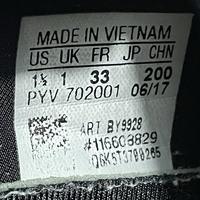 MADE IN VIETNAM
US UK FR JP CHN
1½ 1 33 200
PYV 702001 06/17
ART BY9928
#116603829